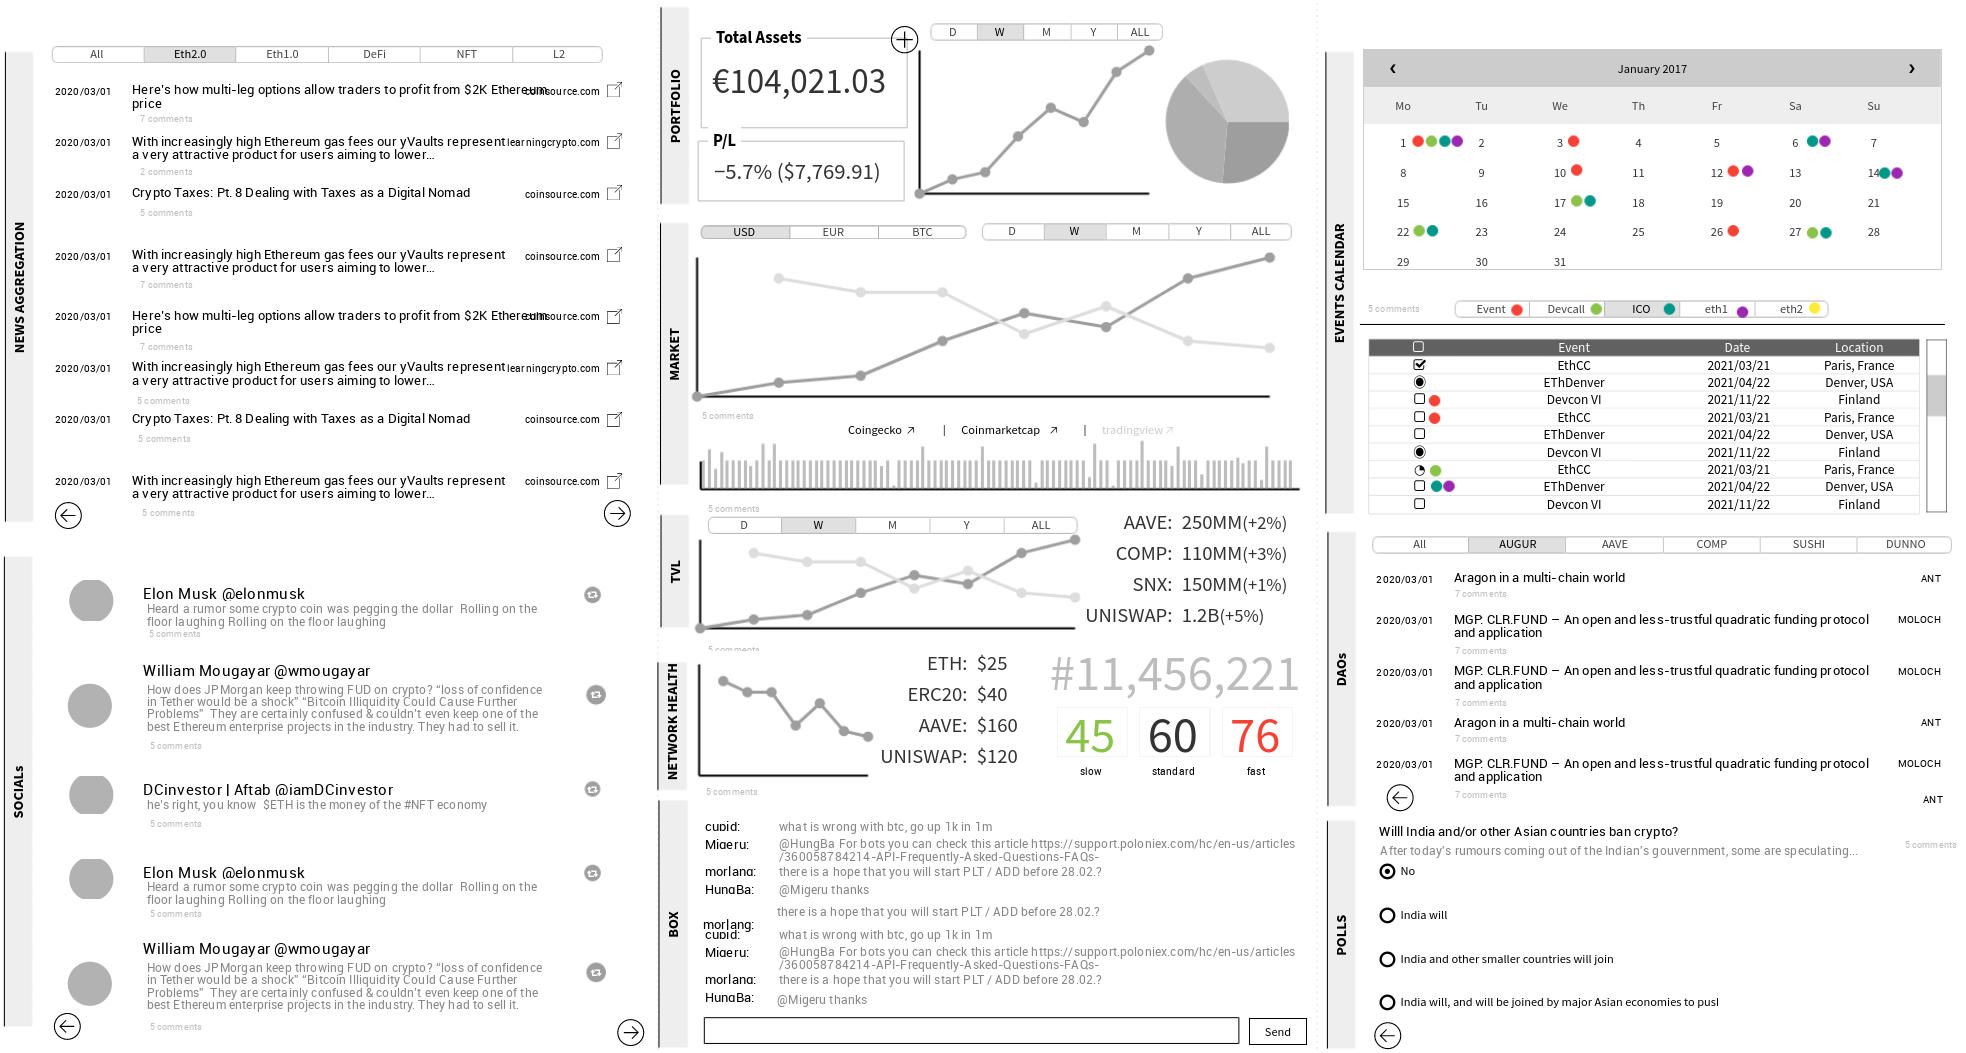 NEWS AGGREGATION
All Eth2.0 Eth1.0 DeFi NFT L2
2020/03/01 Here's how multi-leg options allow traders to profit from $2K Ethereum coinsource.com
price
7 comments
2020/03/01 With increasingly high Ethereum gas fees our yVaults represent learningcrypto.com
a very attractive product for users aiming to lower...
2 comments
2020/03/01 Crypto Taxes: Pt. 8 Dealing with Taxes as a Digital Nomad coinsource.com
5 comments
2020/03/01 With increasingly high Ethereum gas fees our yVaults represent coinsource.com
a very attractive product for users aiming to lower...
7 comments
2020/03/01 Here's how multi-leg options allow traders to profit from $2K Ethereum coinsource.com
price
7 comments
2020/03/01 With increasingly high Ethereum gas fees our yVaults represent learningcrypto.com
a very attractive product for users aiming to lower...
5 comments
2020/03/01 Crypto Taxes: Pt. 8 Dealing with Taxes as a Digital Nomad coinsource.com
5 comments
2020/03/01 With increasingly high Ethereum gas fees our yVaults represent coinsource.com
a very attractive product for users aiming to lower...
5 comments
SOCIALs
Elon Musk @elonmusk
Heard a rumor some crypto coin was pegging the dollar Rolling on the
floor laughing Rolling on the floor laughing
5 comments
William Mougayar @wmougayar
How does JPMorgan keep throwing FUD on crypto? “loss of confidence
in Tether would be a shock” “Bitcoin Illiquidity Could Cause Further
Problems” They are certainly confused & couldn't even keep one of the
best Ethereum enterprise projects in the industry. They had to sell it.
5 comments
DCinvestor | Aftab @iamDCinvestor
he's right, you know $ETH is the money of the #NFT economy
5 comments
Elon Musk @elonmusk
Heard a rumor some crypto coin was pegging the dollar Rolling on the
floor laughing Rolling on the floor laughing
5 comments
William Mougayar @wmougayar
How does JPMorgan keep throwing FUD on crypto? “loss of confidence
in Tether would be a shock” “Bitcoin Illiquidity Could Cause Further
Problems” They are certainly confused & couldn't even keep one of the
best Ethereum enterprise projects in the industry. They had to sell it.
5 comments
PORTFOLIO
Total Assets
€104,021.03
P/L
−5.7% ($7,769.91)
D W M Y ALL
MARKET
USD EUR BTC
D W M Y ALL
5 comments
Coingecko ↗ | Coinmarketcap ↗ | tradingview ↗
5 comments
TVL
D W M Y ALL
AAVE: 250MM(+2%)
COMP: 110MM(+3%)
SNX: 150MM(+1%)
UNISWAP: 1.2B(+5%)
5 comments
NETWORK HEALTH
ETH: $25
ERC20: $40
AAVE: $160
UNISWAP: $120
#11,456,221
45 60 76
slow standard fast
5 comments
BOX
cubid: what is wrong with btc, go up 1k in 1m
Migeru: @HungBa For bots you can check this article https://support.poloniex.com/hc/en-us/articles
/360058784214-API-Frequently-Asked-Questions-FAQs-
morlang: there is a hope that you will start PLT / ADD before 28.02.?
HungBa: @Migeru thanks
there is a hope that you will start PLT / ADD before 28.02.?
morlang:
cubid: what is wrong with btc, go up 1k in 1m
Migeru: @HungBa For bots you can check this article https://support.poloniex.com/hc/en-us/articles
/360058784214-API-Frequently-Asked-Questions-FAQs-
morlang: there is a hope that you will start PLT / ADD before 28.02.?
HungBa: @Migeru thanks
Send
EVENTS CALENDAR
‹ January 2017 ›
Mo Tu We Th Fr Sa Su
1 2 3 4 5 6 7
8 9 10 11 12 13 14
15 16 17 18 19 20 21
22 23 24 25 26 27 28
29 30 31
5 comments
Event Devcall ICO eth1 eth2
Event Date Location
EthCC 2021/03/21 Paris, France
EThDenver 2021/04/22 Denver, USA
Devcon VI 2021/11/22 Finland
EthCC 2021/03/21 Paris, France
EThDenver 2021/04/22 Denver, USA
Devcon VI 2021/11/22 Finland
EthCC 2021/03/21 Paris, France
EThDenver 2021/04/22 Denver, USA
Devcon VI 2021/11/22 Finland
DAOs
All AUGUR AAVE COMP SUSHI DUNNO
2020/03/01 Aragon in a multi-chain world ANT
7 comments
2020/03/01 MGP. CLR.FUND – An open and less-trustful quadratic funding protocol MOLOCH
and application
7 comments
2020/03/01 MGP. CLR.FUND – An open and less-trustful quadratic funding protocol MOLOCH
and application
7 comments
2020/03/01 Aragon in a multi-chain world ANT
7 comments
2020/03/01 MGP. CLR.FUND – An open and less-trustful quadratic funding protocol MOLOCH
and application
7 comments
ANT
POLLS
Willl India and/or other Asian countries ban crypto?
After today's rumours coming out of the Indian's gouvernment, some are speculating...
5 comments
No
India will
India and other smaller countries will join
India will, and will be joined by major Asian economies to pusl